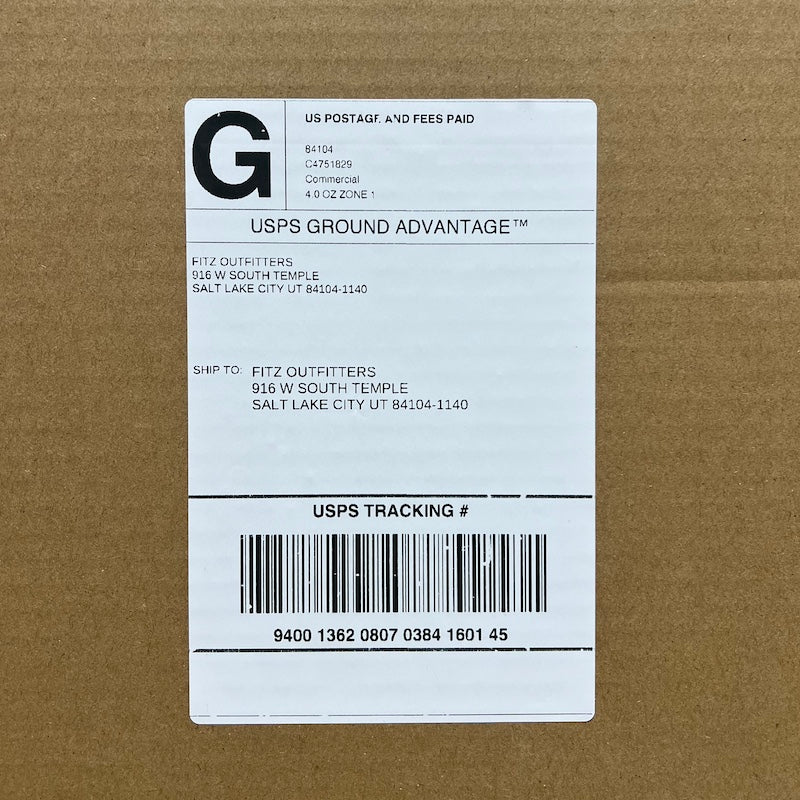 G
US POSTAGE AND FEES PAID
84104
C4751829
Commercial
4.0 OZ ZONE 1
USPS GROUND ADVANTAGE™
FITZ OUTFITTERS
916 W SOUTH TEMPLE
SALT LAKE CITY UT 84104-1140
SHIP TO: FITZ OUTFITTERS
916 W SOUTH TEMPLE
SALT LAKE CITY UT 84104-1140
USPS TRACKING #
9400 1362 0807 0384 1601 45